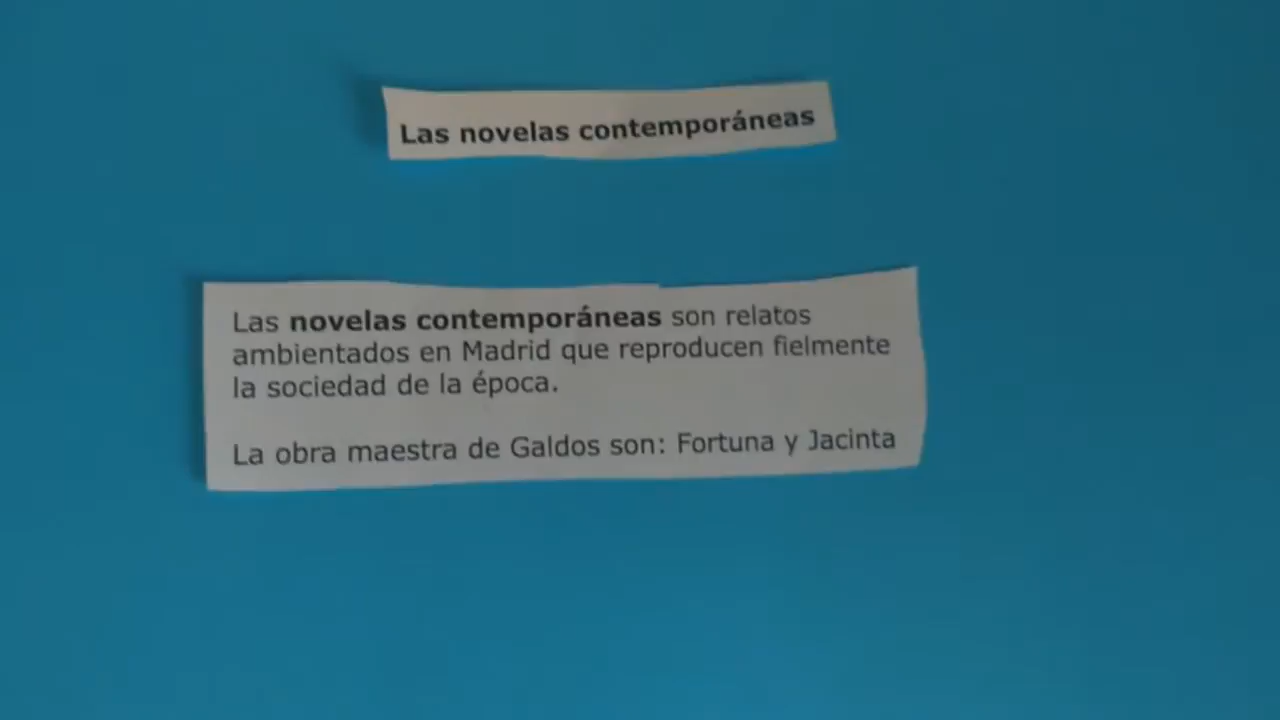 Las novelas contemporáneas
Las novelas contemporáneas son relatos
ambientados en Madrid que reproducen fielmente
la sociedad de la época.
La obra maestra de Galdos son: Fortuna y Jacinta